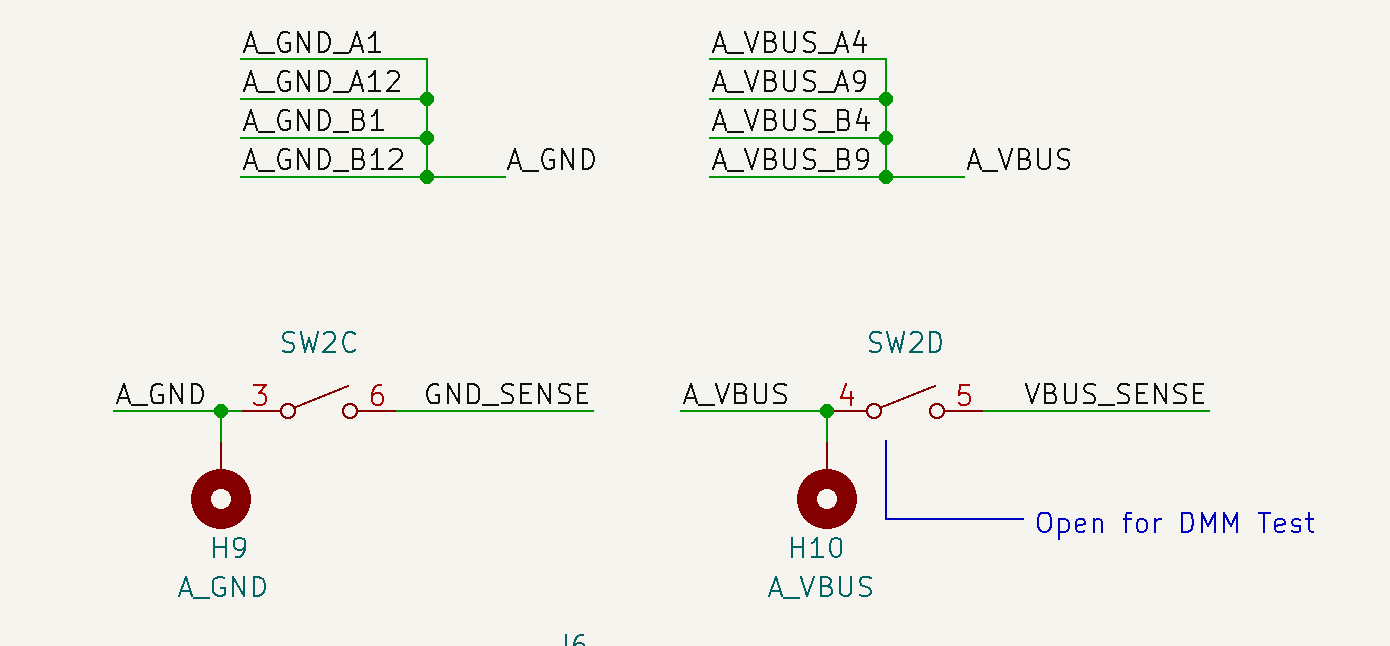 A_GND_A1
A_GND_A12
A_GND_B1
A_GND_B12
A_GND
A_VBUS_A4
A_VBUS_A9
A_VBUS_B4
A_VBUS_B9
A_VBUS
SW2C
A_GND 3 6 GND_SENSE
H9
A_GND
SW2D
A_VBUS 4 5 VBUS_SENSE
Open for DMM Test
H10
A_VBUS